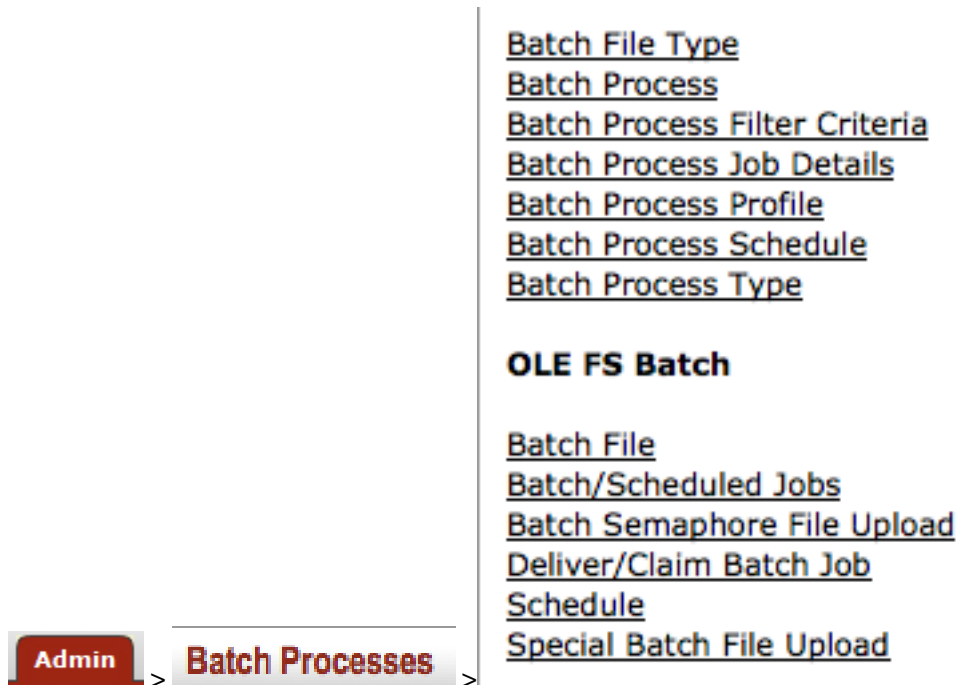 Batch File Type
Batch Process
Batch Process Filter Criteria
Batch Process Job Details
Batch Process Profile
Batch Process Schedule
Batch Process Type
OLE FS Batch
Batch File
Batch/Scheduled Jobs
Batch Semaphore File Upload
Deliver/Claim Batch Job
Schedule
Special Batch File Upload
Admin > Batch Processes >